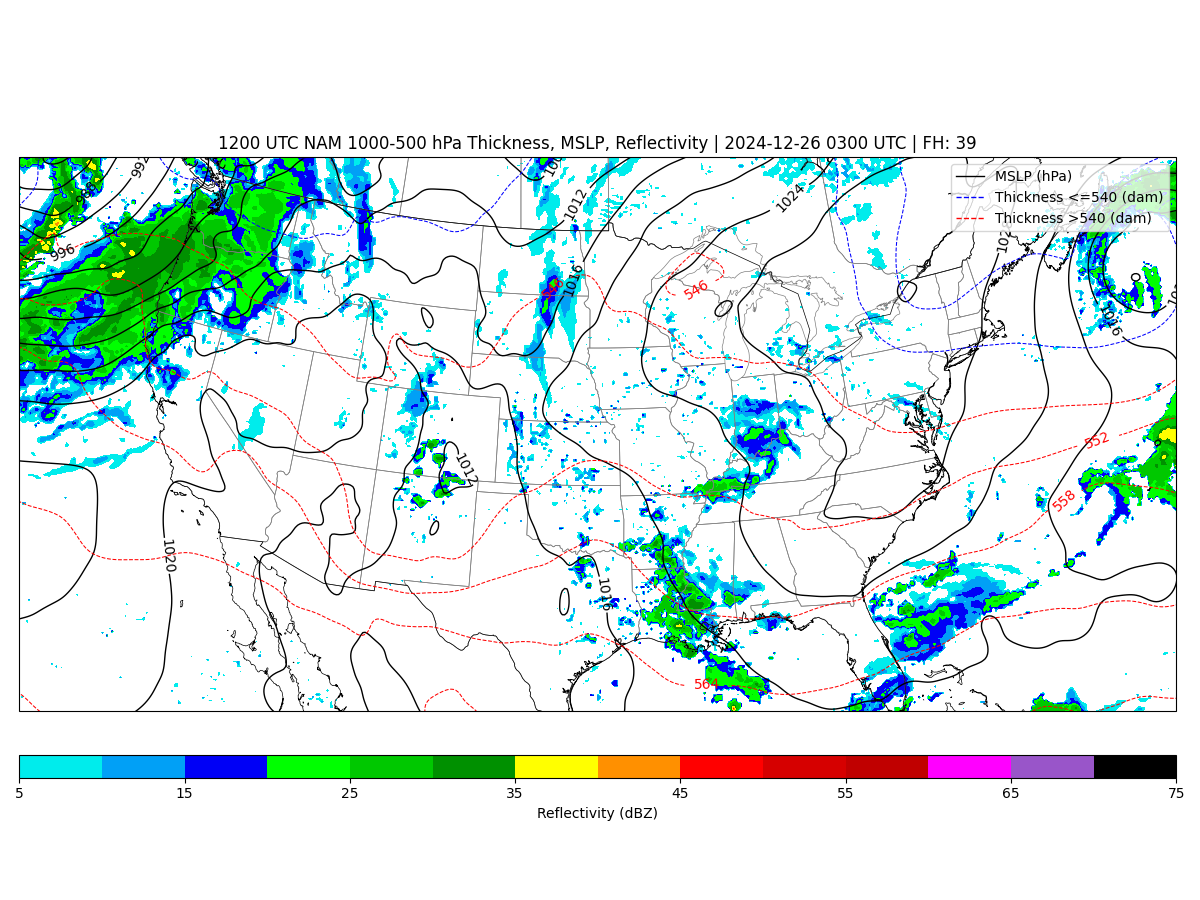 1200 UTC NAM 1000-500 hPa Thickness, MSLP, Reflectivity | 2024-12-26 0300 UTC | FH: 39
MSLP (hPa)
Thickness <=540 (dam)
Thickness >540 (dam)
992
988
996
1012
1024
1016
546
1016
1012
552
558
1020
1016
564
5 15 25 35 45 55 65 75
Reflectivity (dBZ)